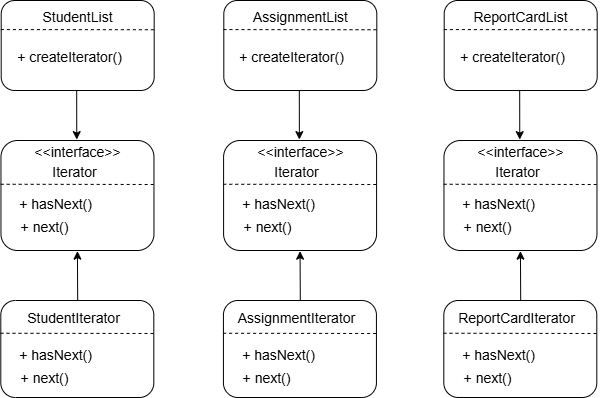 StudentList
+ createIterator()
<<interface>>
Iterator
+ hasNext()
+ next()
StudentIterator
+ hasNext()
+ next()
AssignmentList
+ createIterator()
<<interface>>
Iterator
+ hasNext()
+ next()
AssignmentIterator
+ hasNext()
+ next()
ReportCardList
+ createIterator()
<<interface>>
Iterator
+ hasNext()
+ next()
ReportCardIterator
+ hasNext()
+ next()